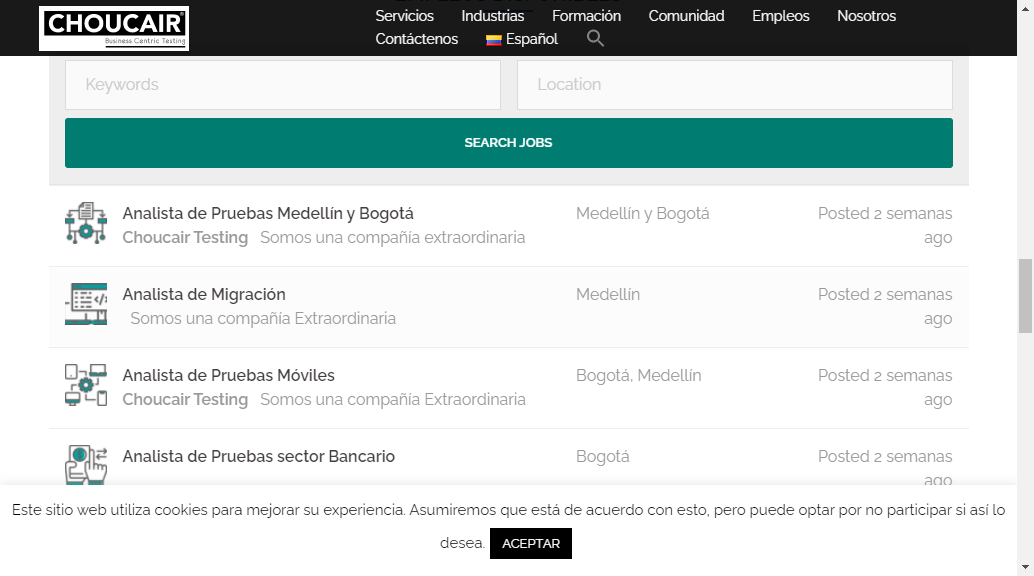 CHOUCAIR
Business Centric Testing
Servicios Industrias Formación Comunidad Empleos Nosotros
Contáctenos Español
Keywords Location
SEARCH JOBS
Analista de Pruebas Medellín y Bogotá Medellín y Bogotá Posted 2 semanas
Choucair Testing Somos una compañía extraordinaria ago
Analista de Migración Medellín Posted 2 semanas
Somos una compañía Extraordinaria ago
Analista de Pruebas Móviles Bogotá, Medellín Posted 2 semanas
Choucair Testing Somos una compañía Extraordinaria ago
Analista de Pruebas sector Bancario Bogotá Posted 2 semanas
ago
Este sitio web utiliza cookies para mejorar su experiencia. Asumiremos que está de acuerdo con esto, pero puede optar por no participar si así lo
desea. ACEPTAR